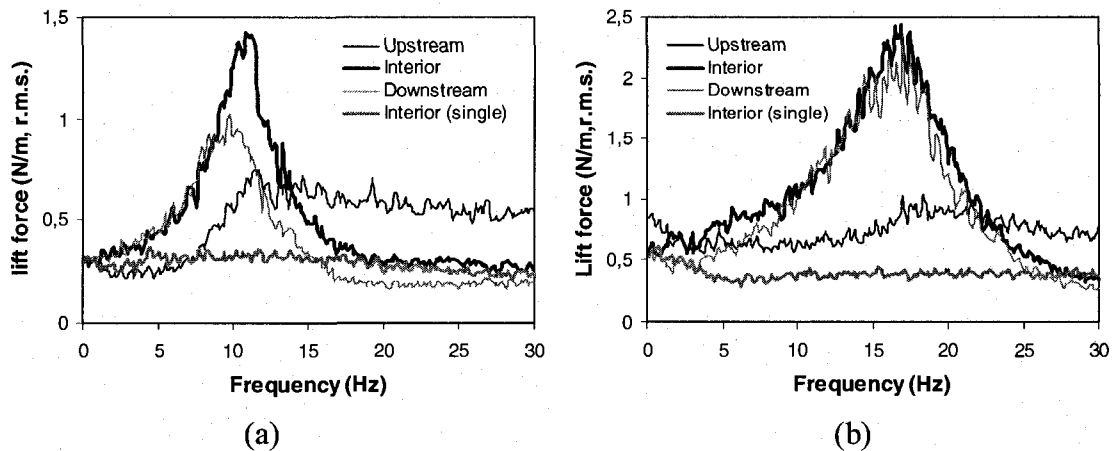 1,5
1
0,5
0
lift force (N/m, r.m.s.)
Upstream
Interior
Downstream
Interior (single)
0 5 10 15 20 25 30
Frequency (Hz)
(a)
2,5
2
1,5
1
0,5
0
Lift force (N/m,r.m.s.)
Upstream
Interior
Downstream
Interior (single)
0 5 10 15 20 25 30
Frequency (Hz)
(b)